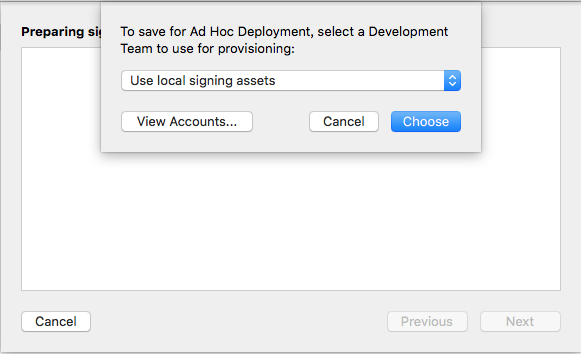 Preparing
To save for Ad Hoc Deployment, select a Development
Team to use for provisioning:
Use local signing assets
View Accounts...
Cancel
Choose
Cancel
Previous
Next